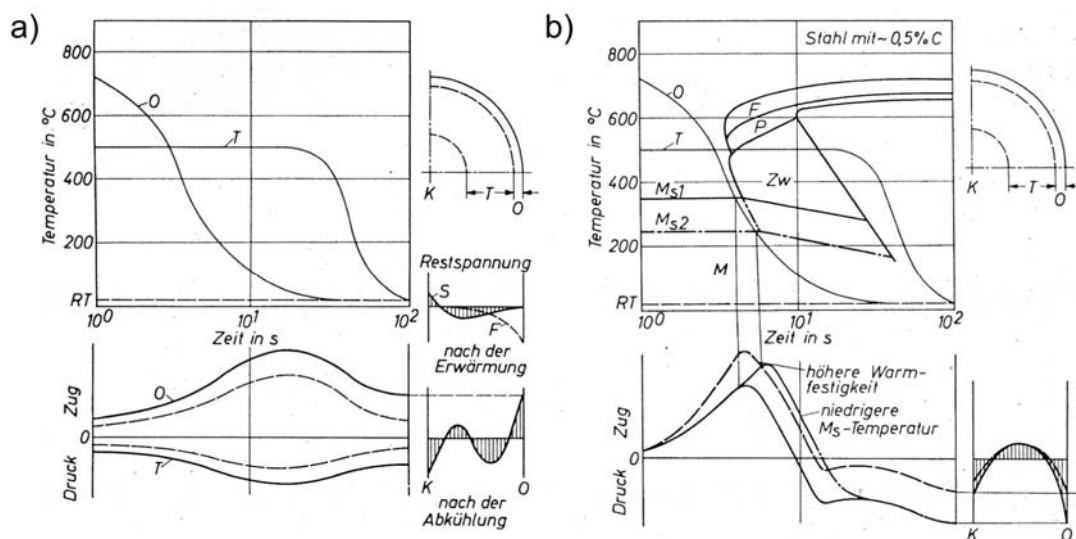 a)
Temperatur in °C
800
600
400
200
RT
O
T
10⁰
10¹
10²
Zeit in s
K
T
O
Restspannung
S
F
nach der
Erwärmung
Zug
0
Druck
O
T
K
O
nach der
Abkühlung
b)
Temperatur in °C
800
600
400
200
RT
Stahl mit ~ 0,5% C
O
F
P
T
Zw
Ms1
Ms2
M
10⁰
10¹
10²
Zeit in s
K
T
O
Zug
0
Druck
höhere Warm-
festigkeit
niedrigere
Ms-Temperatur
K
O